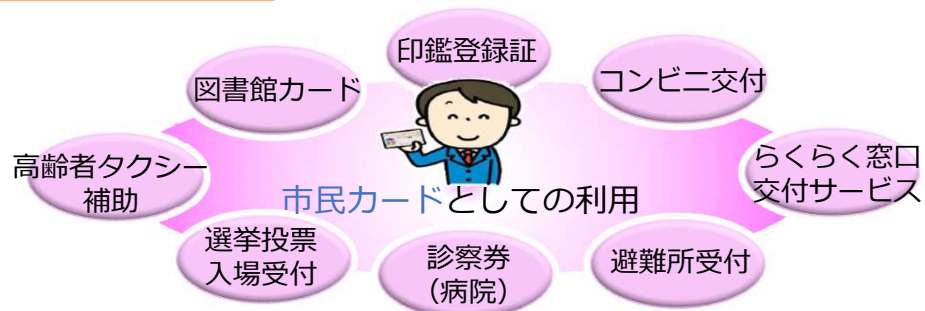 印鑑登録証
図書館カード
コンビニ交付
高齢者タクシー
補助
らくらく窓口
交付サービス
市民カードとしての利用
選挙投票
入場受付
診察券
（病院）
避難所受付